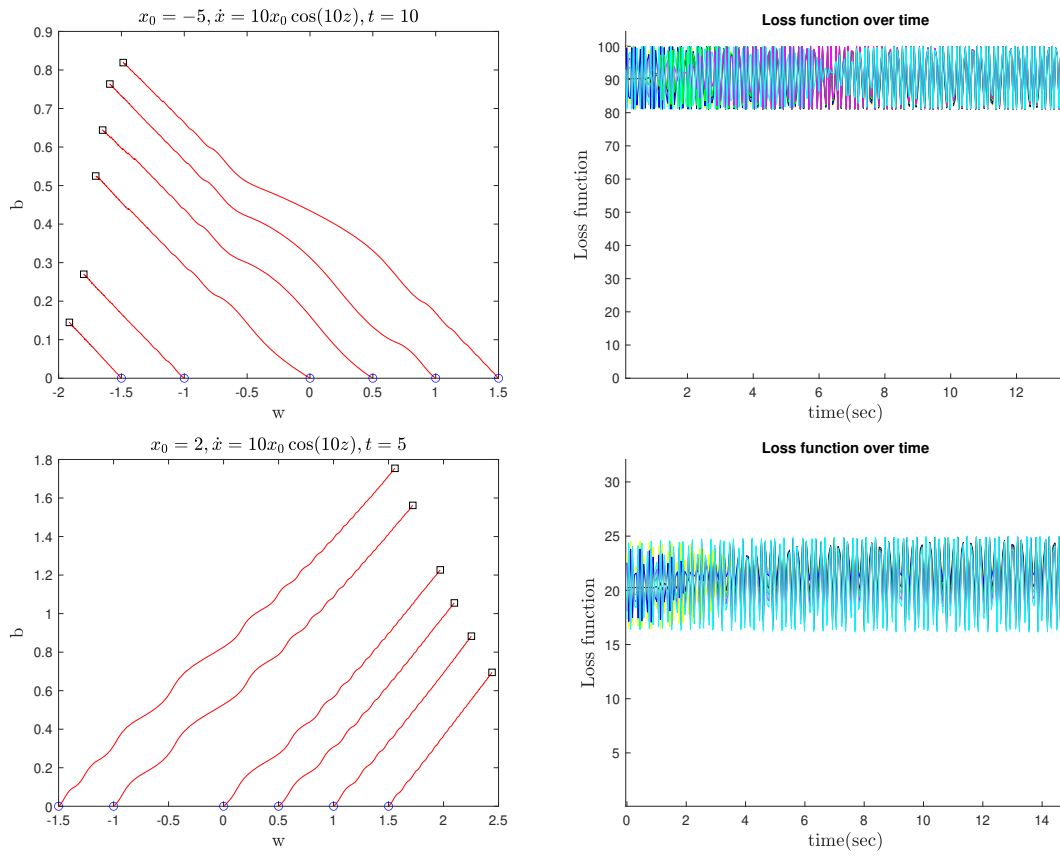 x₀ = −5, ẋ = 10x₀ cos(10z), t = 10
0.9
0.8
0.7
0.6
0.5
0.4
0.3
0.2
0.1
0
b
-2 -1.5 -1 -0.5 0 0.5 1 1.5
w
Loss function over time
100
90
80
70
60
50
40
30
20
10
0
Loss function
2 4 6 8 10 12
time(sec)
x₀ = 2, ẋ = 10x₀ cos(10z), t = 5
1.8
1.6
1.4
1.2
1
0.8
0.6
0.4
0.2
0
b
-1.5 -1 -0.5 0 0.5 1 1.5 2 2.5
w
Loss function over time
30
25
20
15
10
5
Loss function
0 2 4 6 8 10 12 14
time(sec)